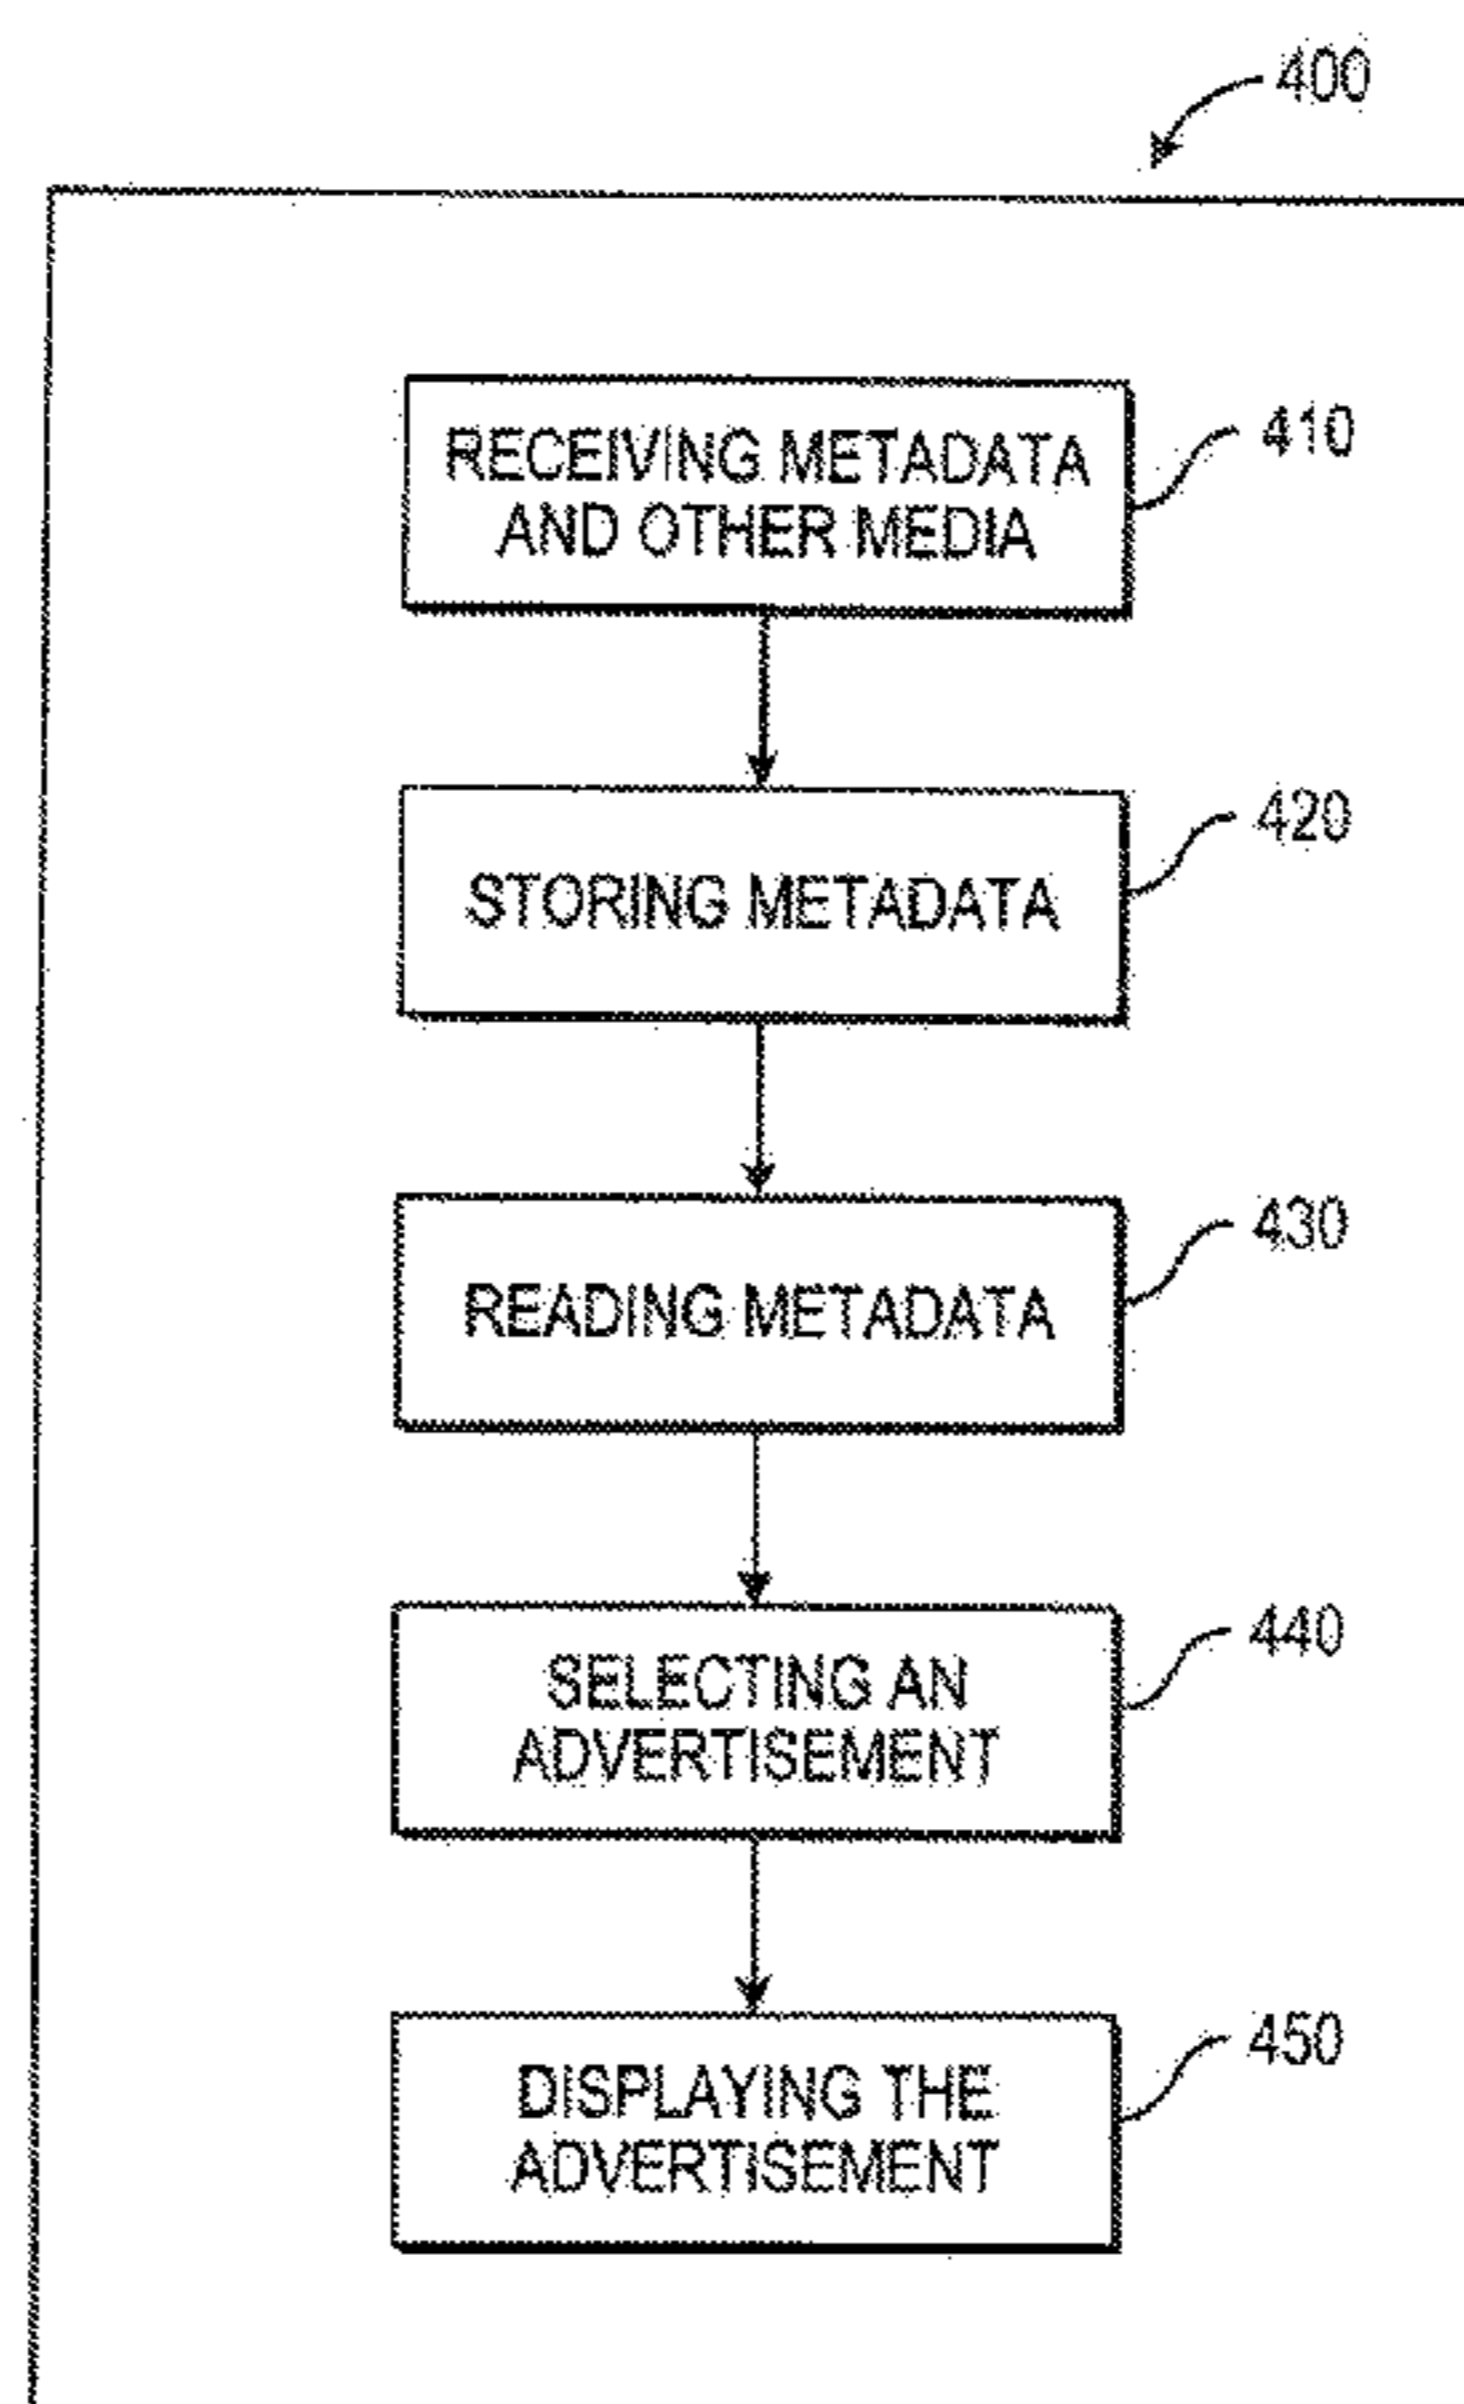 400
RECEIVING METADATA
AND OTHER MEDIA
410
STORING METADATA
420
READING METADATA
430
SELECTING AN
ADVERTISEMENT
440
DISPLAYING THE
ADVERTISEMENT
450